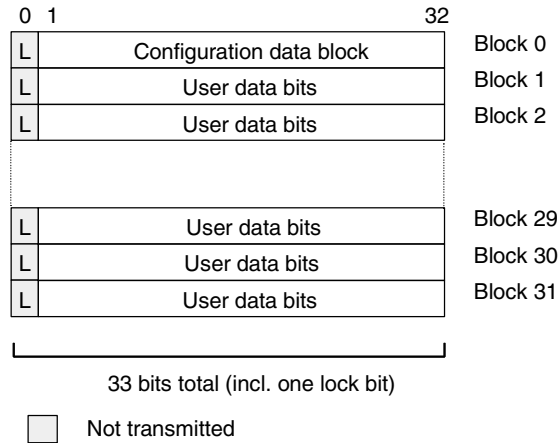 0 1 32
L Configuration data block Block 0
L User data bits Block 1
L User data bits Block 2
L User data bits Block 29
L User data bits Block 30
L User data bits Block 31
33 bits total (incl. one lock bit)
Not transmitted